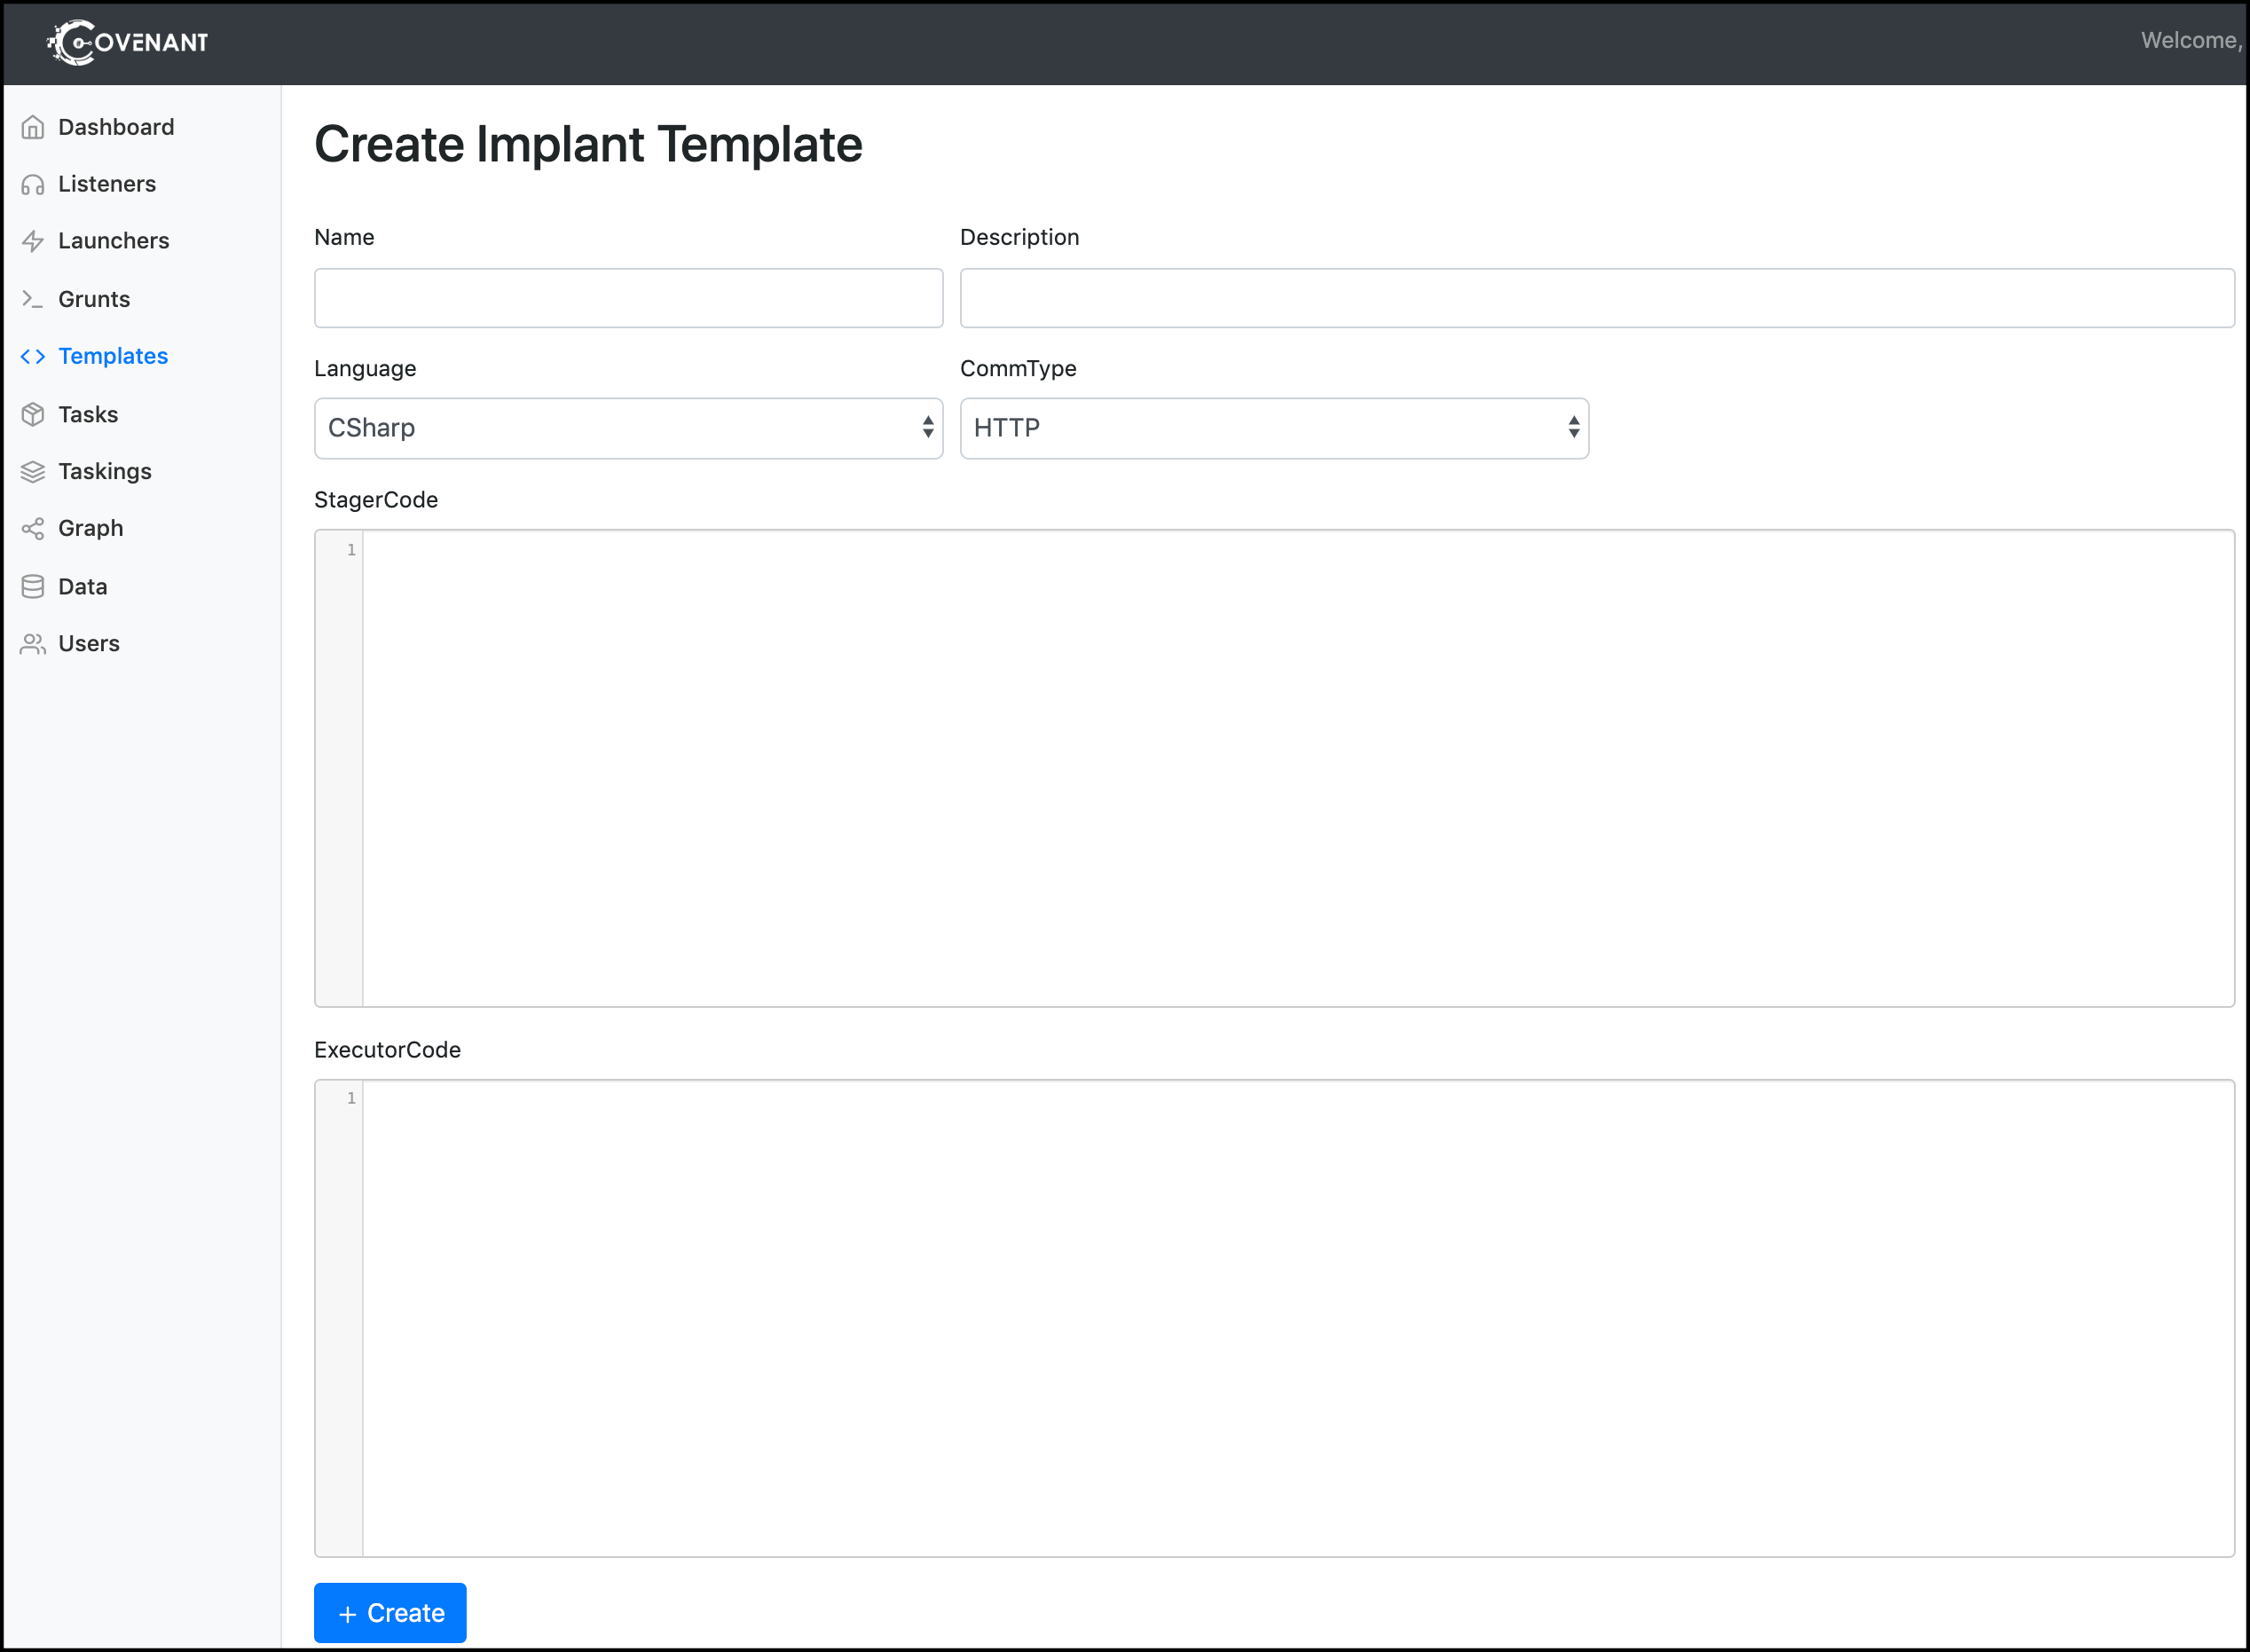 COVENANT
Welcome,
Dashboard
Listeners
Launchers
Grunts
Templates
Tasks
Taskings
Graph
Data
Users
Create Implant Template
Name
Description
Language
CommType
CSharp
HTTP
StagerCode
1
ExecutorCode
1
+ Create